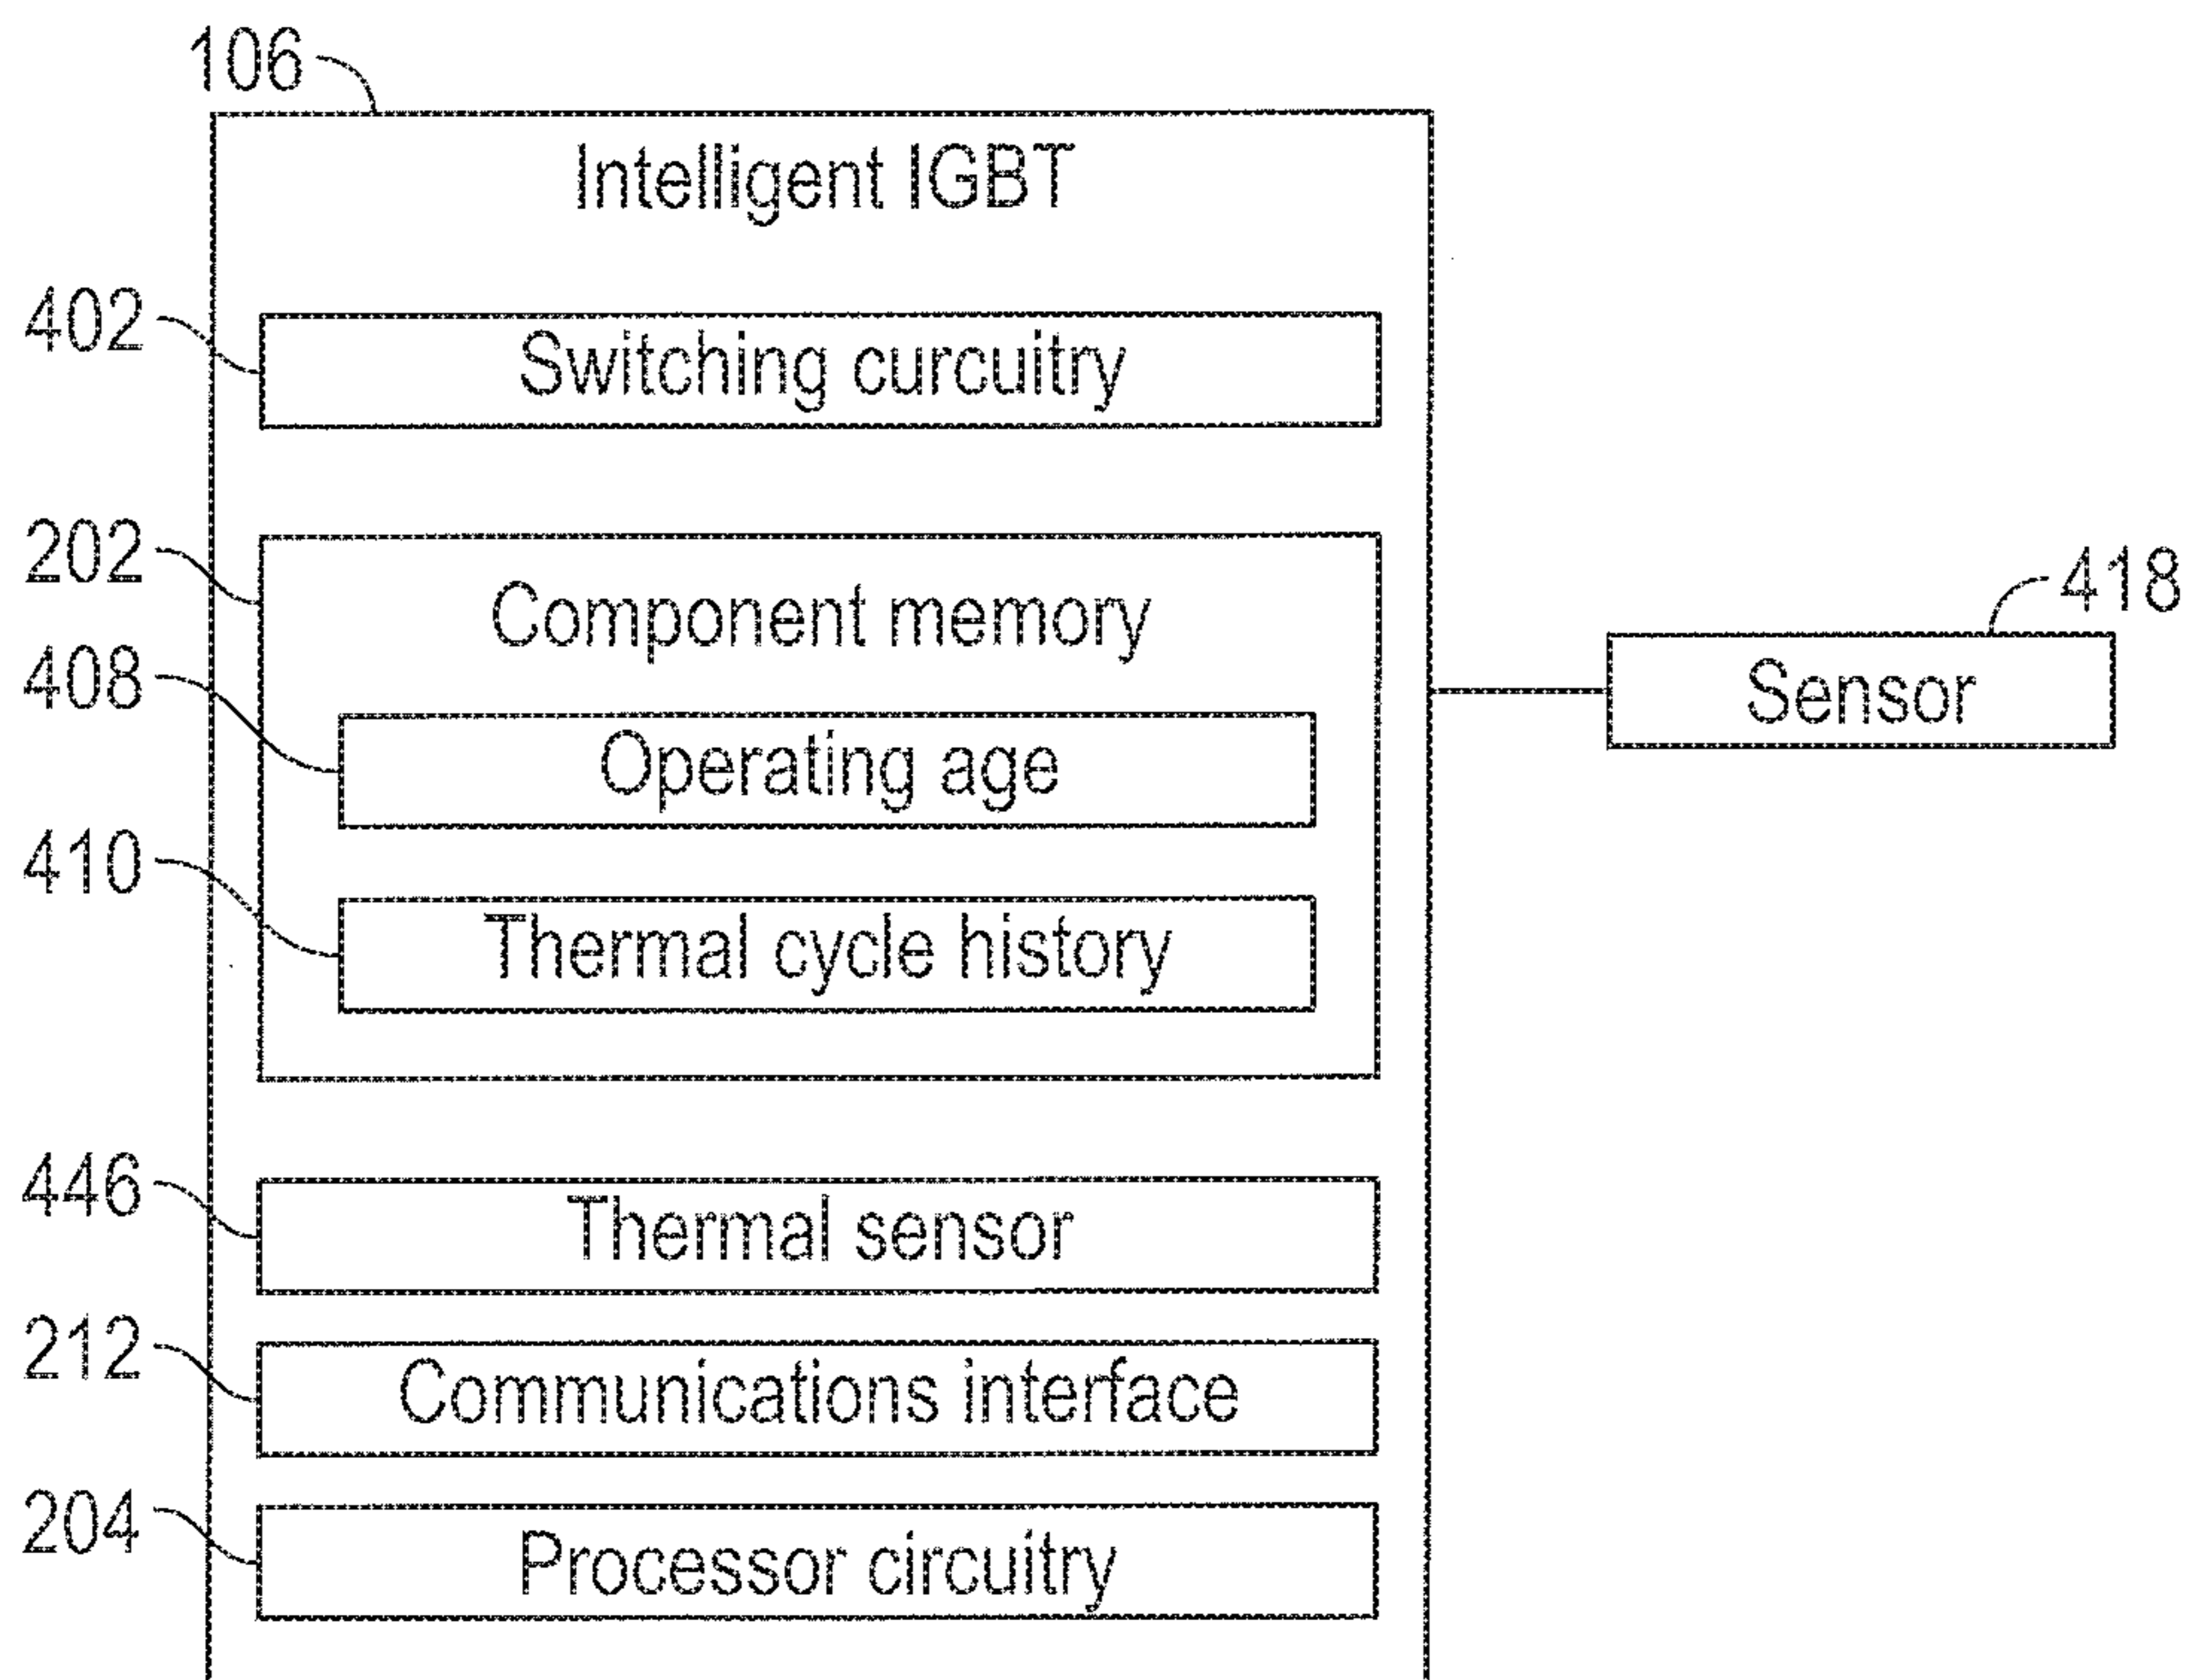 106
Intelligent IGBT
402
Switching curcuitry
202
Component memory
418
Sensor
408
Operating age
410
Thermal cycle history
446
Thermal sensor
212
Communications interface
204
Processor circuitry